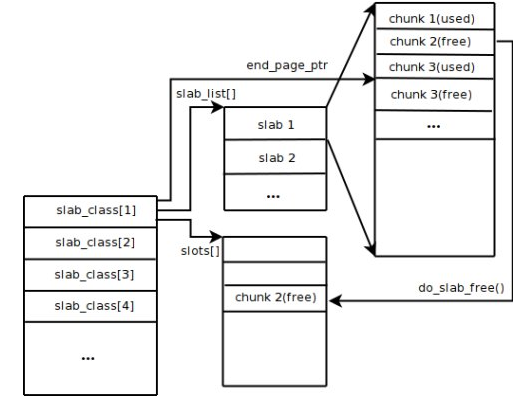 chunk 1(used)
chunk 2(free)
end_page_ptr
chunk 3(used)
slab_list[]
chunk 3(free)
slab 1
...
slab 2
...
slab_class[1]
slab_class[2]
slots[]
slab_class[3]
do_slab_free()
chunk 2(free)
slab_class[4]
...